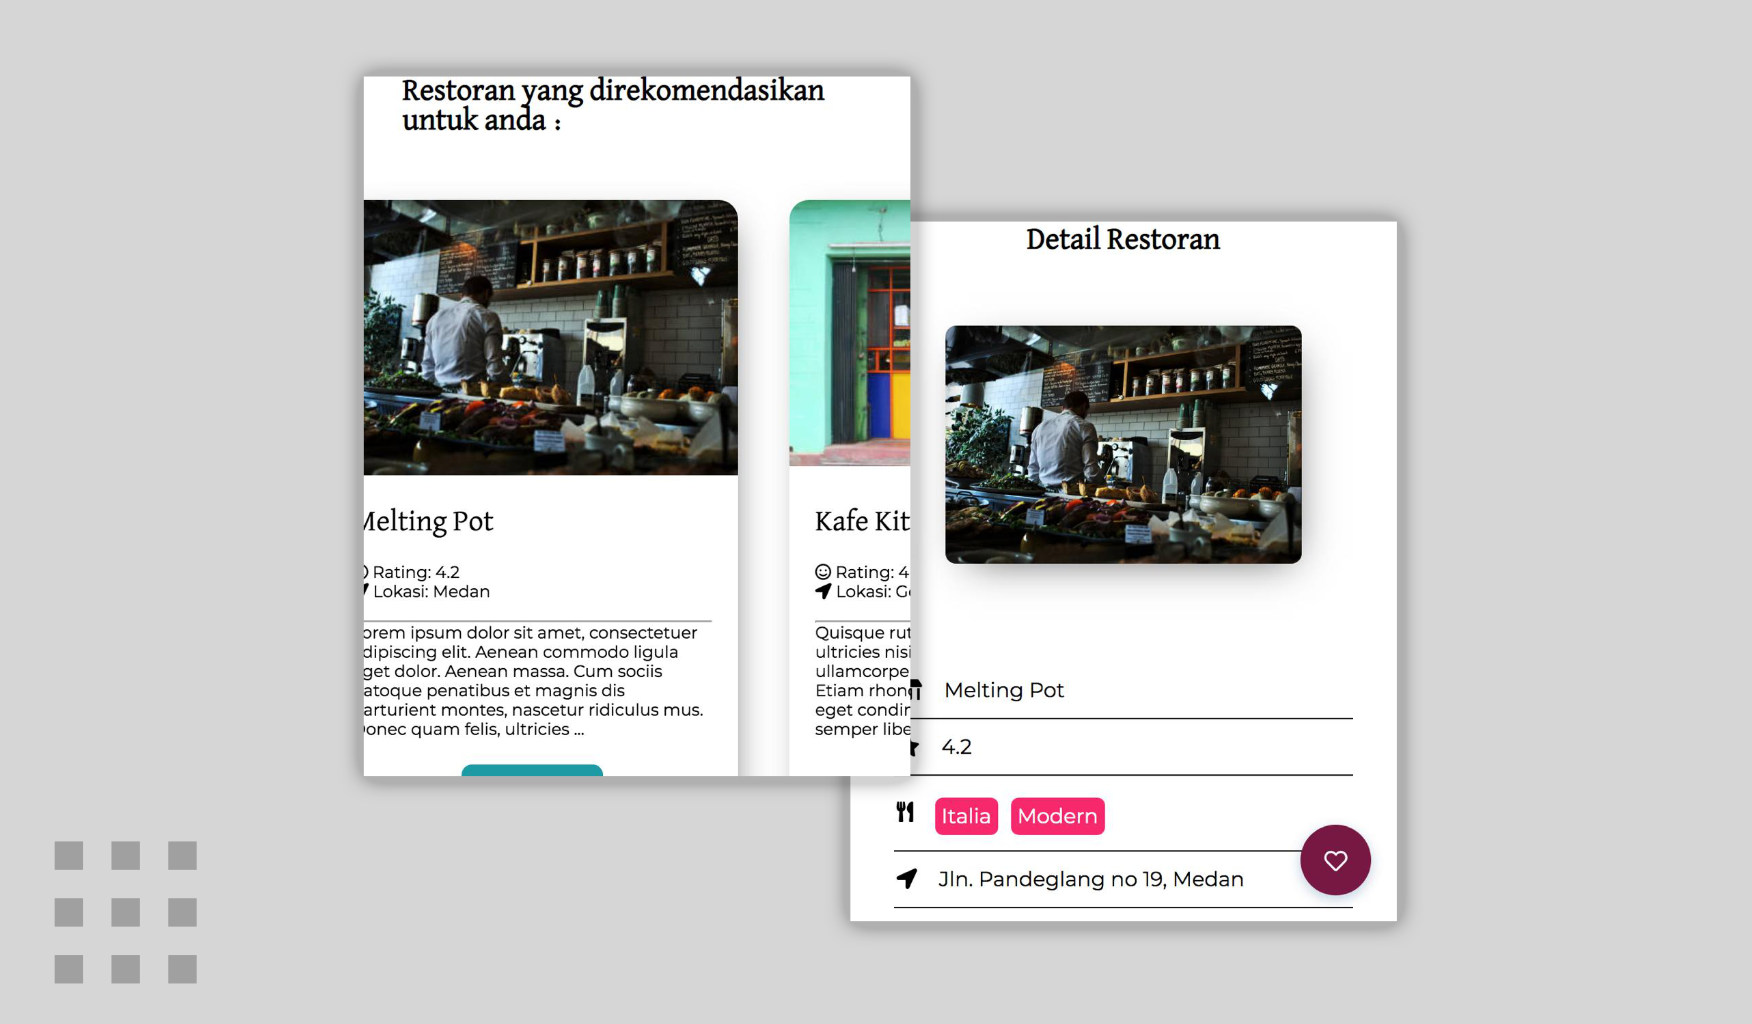 Restoran yang direkomendasikan
untuk anda :
Melting Pot
Rating: 4.2
Lokasi: Medan
orem ipsum dolor sit amet, consectetuer
dipiscing elit. Aenean commodo ligula
get dolor. Aenean massa. Cum sociis
atoque penatibus et magnis dis
arturient montes, nascetur ridiculus mus.
onec quam felis, ultricies ...
Kafe Kit
Rating: 4
Lokasi: G
Quisque rut
ultricies nisi
ullamcorpe
Etiam rhon
eget condir
semper libe
Detail Restoran
Melting Pot
4.2
Italia Modern
Jln. Pandeglang no 19, Medan